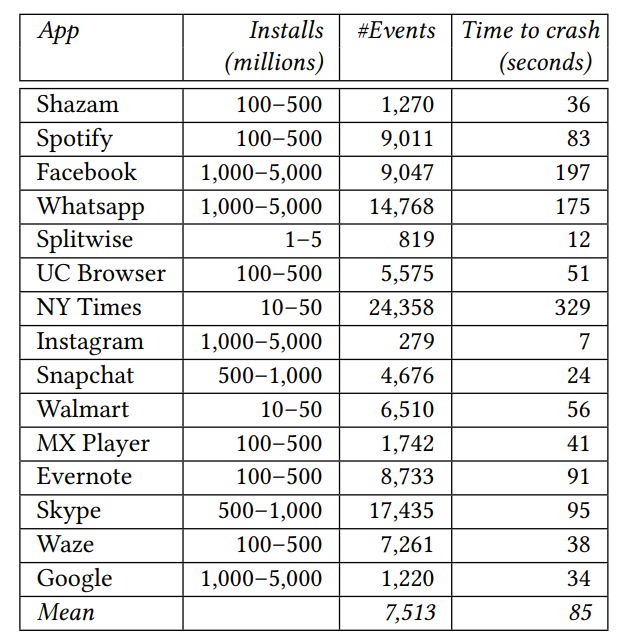 App Installs #Events Time to crash
(millions) (seconds)
Shazam 100–500 1,270 36
Spotify 100–500 9,011 83
Facebook 1,000–5,000 9,047 197
Whatsapp 1,000–5,000 14,768 175
Splitwise 1–5 819 12
UC Browser 100–500 5,575 51
NY Times 10–50 24,358 329
Instagram 1,000–5,000 279 7
Snapchat 500–1,000 4,676 24
Walmart 10–50 6,510 56
MX Player 100–500 1,742 41
Evernote 100–500 8,733 91
Skype 500–1,000 17,435 95
Waze 100–500 7,261 38
Google 1,000–5,000 1,220 34
Mean 7,513 85